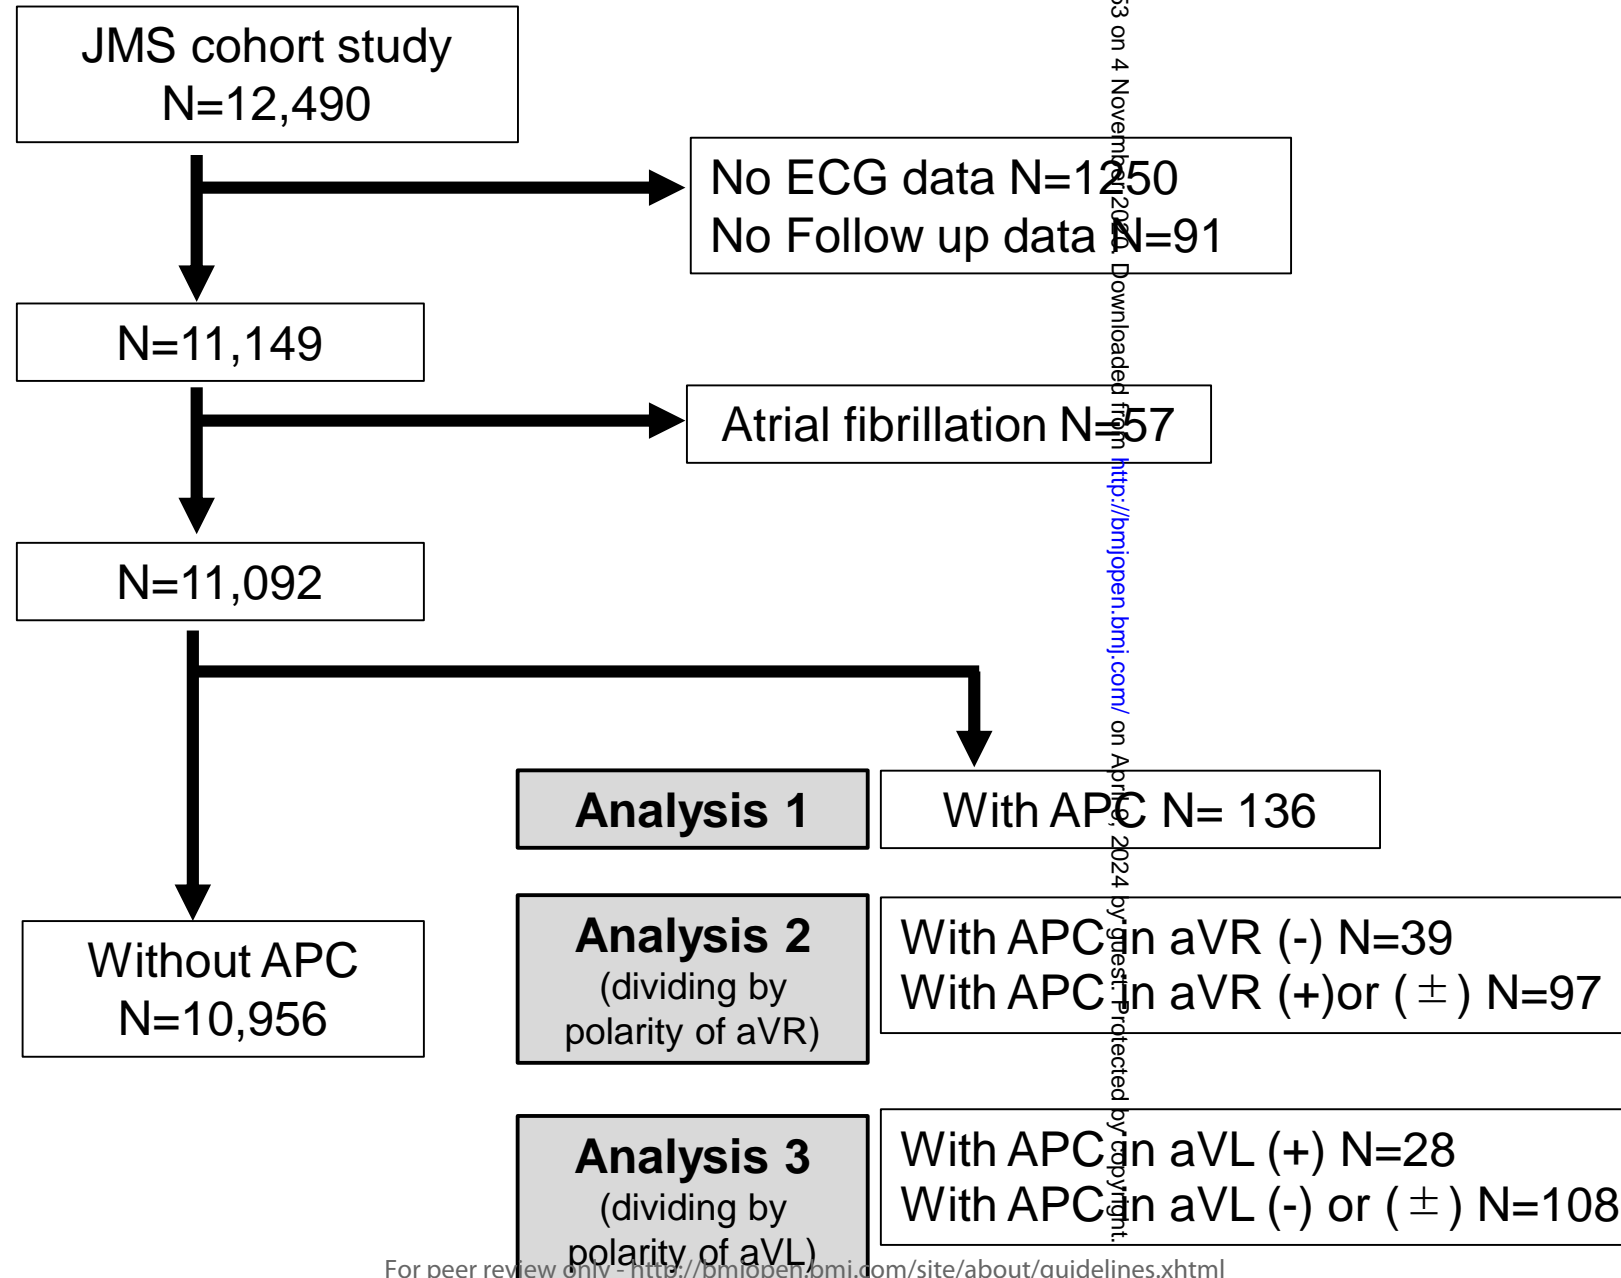 JMS cohort study
N=12,490
No ECG data N=1250
No Follow up data N=91
N=11,149
Atrial fibrillation N=57
N=11,092
Analysis 1
With APC N= 136
Without APC
N=10,956
Analysis 2
(dividing by
polarity of aVR)
With APC in aVR (-) N=39
With APC in aVR (+)or (±) N=97
Analysis 3
(dividing by
polarity of aVL)
With APC in aVL (+) N=28
With APC in aVL (-) or (±) N=108
For peer review only - http://bmjopen.bmj.com/site/about/guidelines.xhtml
on 4 November 2020. Downloaded from http://bmjopen.bmj.com/ on April 2024 by guest. Protected by copyright.